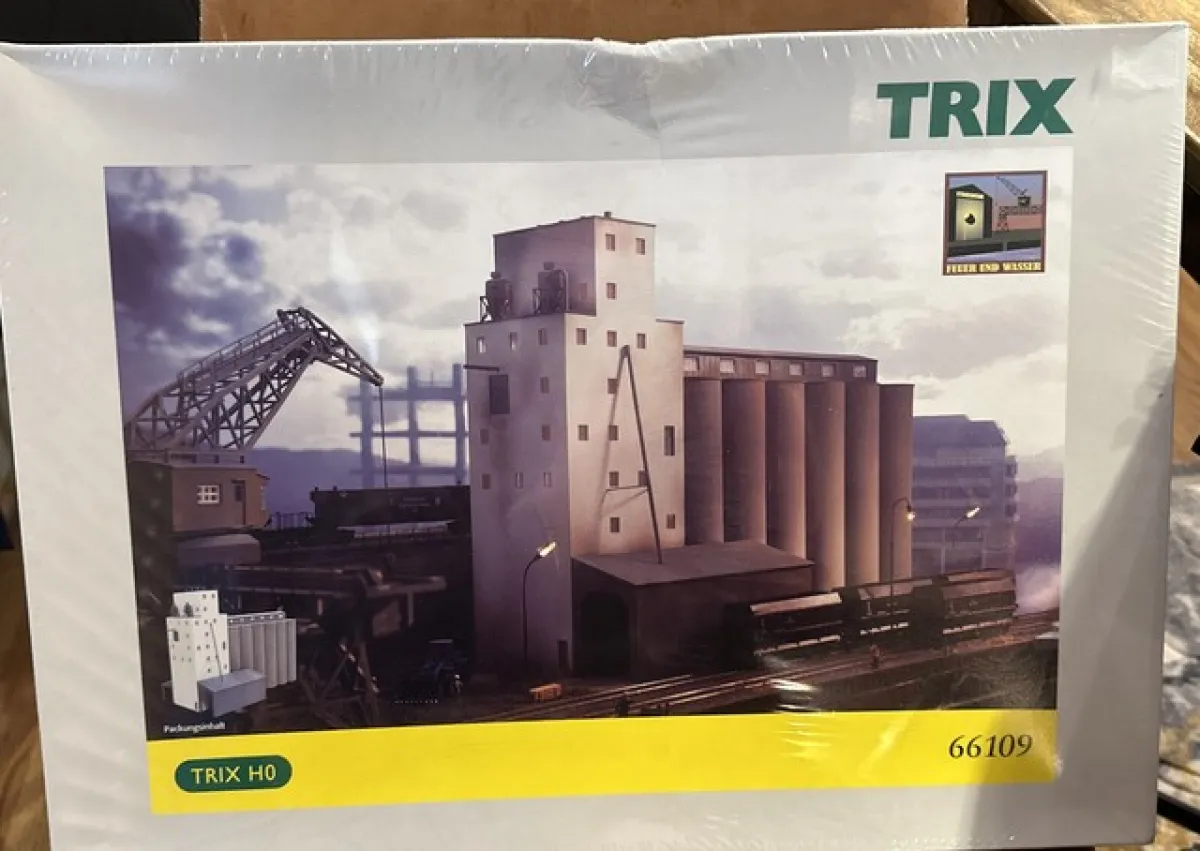 TRIX
FEUER UND WASSER
Packungsinhalt
TRIX H0
66109